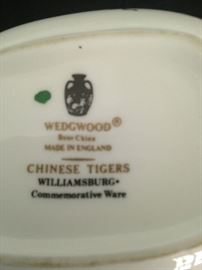 WEDGWOOD®
Bone China
MADE IN ENGLAND
CHINESE TIGERS
WILLIAMSBURG
Commemorative Ware